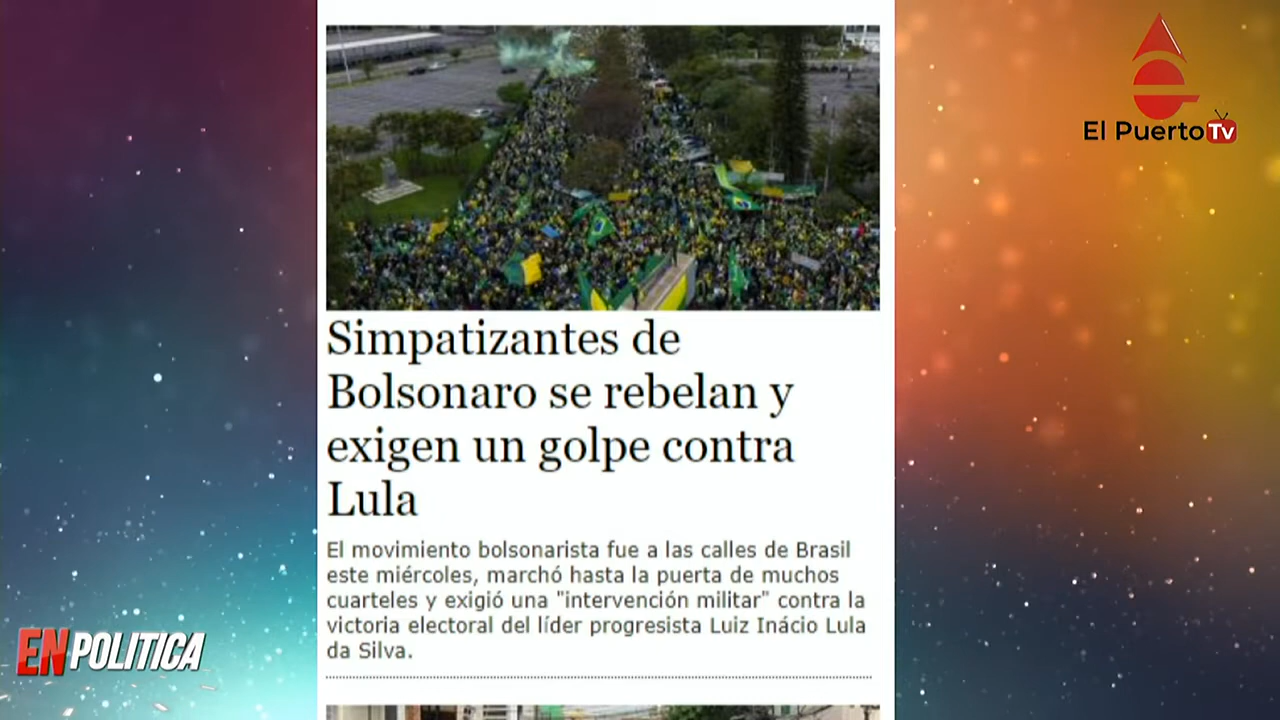 El Puerto Tv
Simpatizantes de
Bolsonaro se rebelan y
exigen un golpe contra
Lula
El movimiento bolsonarista fue a las calles de Brasil
este miércoles, marchó hasta la puerta de muchos
cuarteles y exigió una "intervención militar" contra la
victoria electoral del líder progresista Luiz Inácio Lula
da Silva.
EN POLITICA